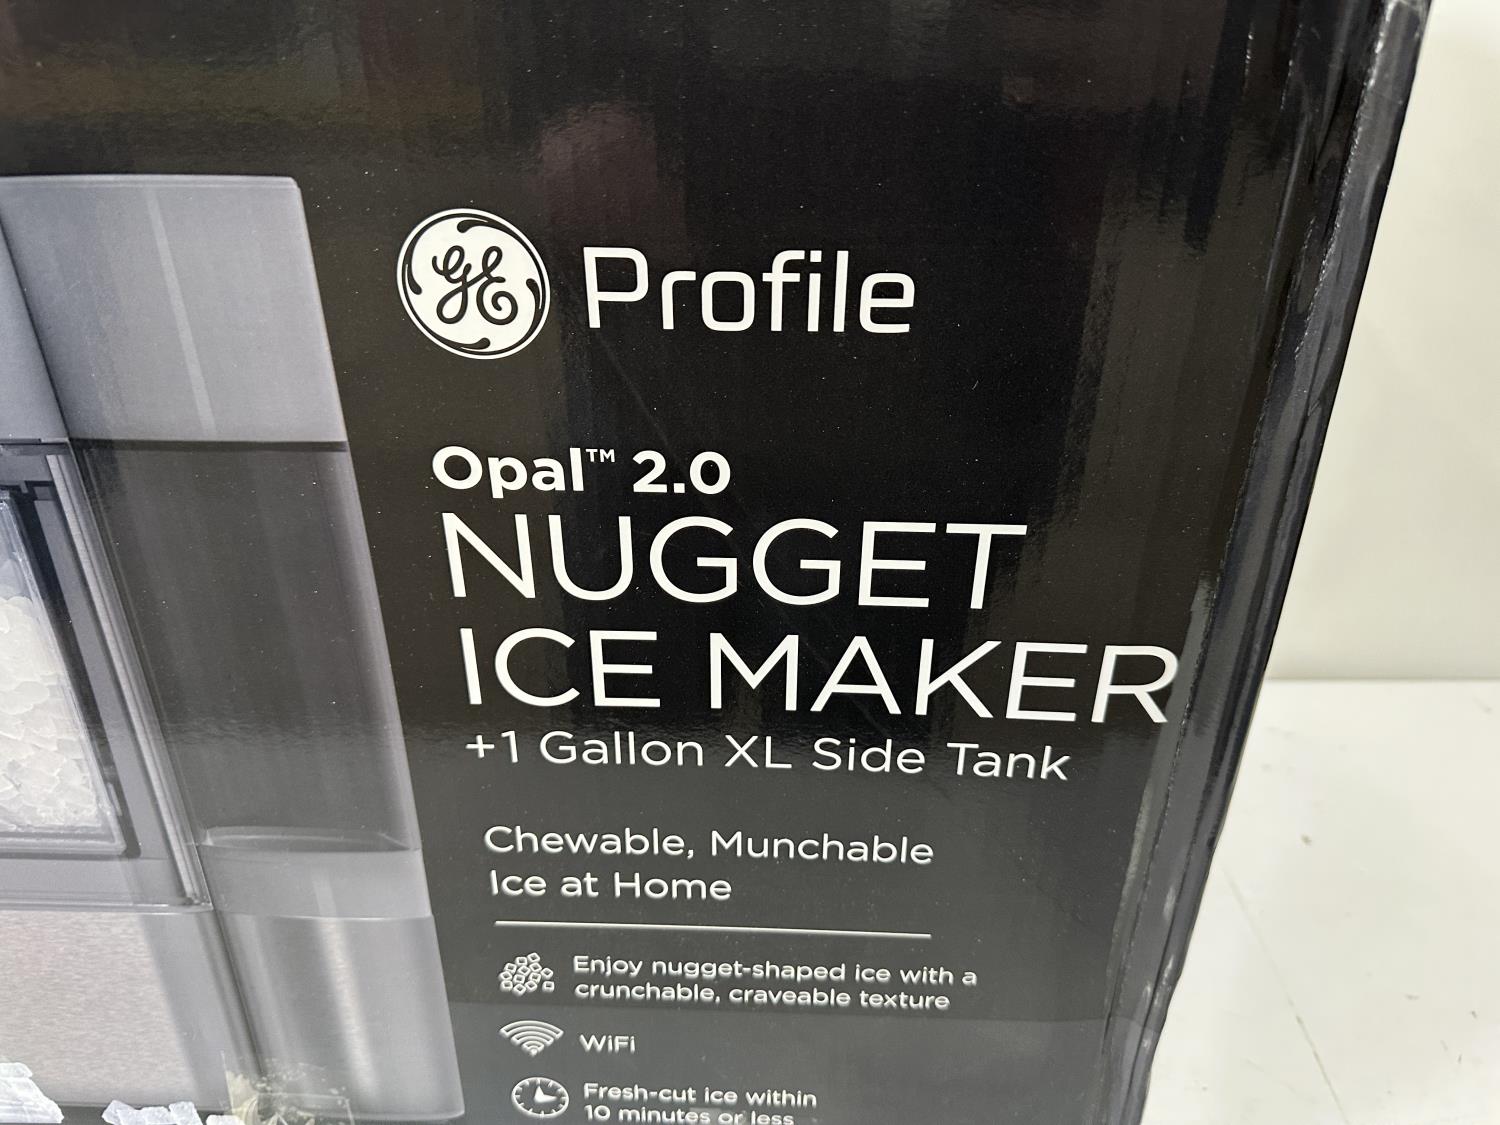 GE Profile
Opal™ 2.0
NUGGET
ICE MAKER
+1 Gallon XL Side Tank
Chewable, Munchable
Ice at Home
Enjoy nugget-shaped ice with a
crunchable, craveable texture
WiFi
Fresh-cut ice within
10 minutes or less